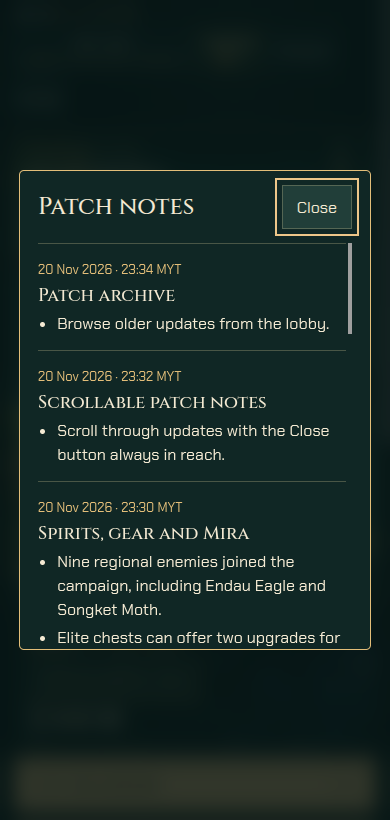 Patch notes
Close
20 Nov 2026 · 23:34 MYT
Patch archive
• Browse older updates from the lobby.
20 Nov 2026 · 23:32 MYT
Scrollable patch notes
• Scroll through updates with the Close
button always in reach.
20 Nov 2026 · 23:30 MYT
Spirits, gear and Mira
• Nine regional enemies joined the
campaign, including Endau Eagle and
Songket Moth.
• Elite chests can offer two upgrades for